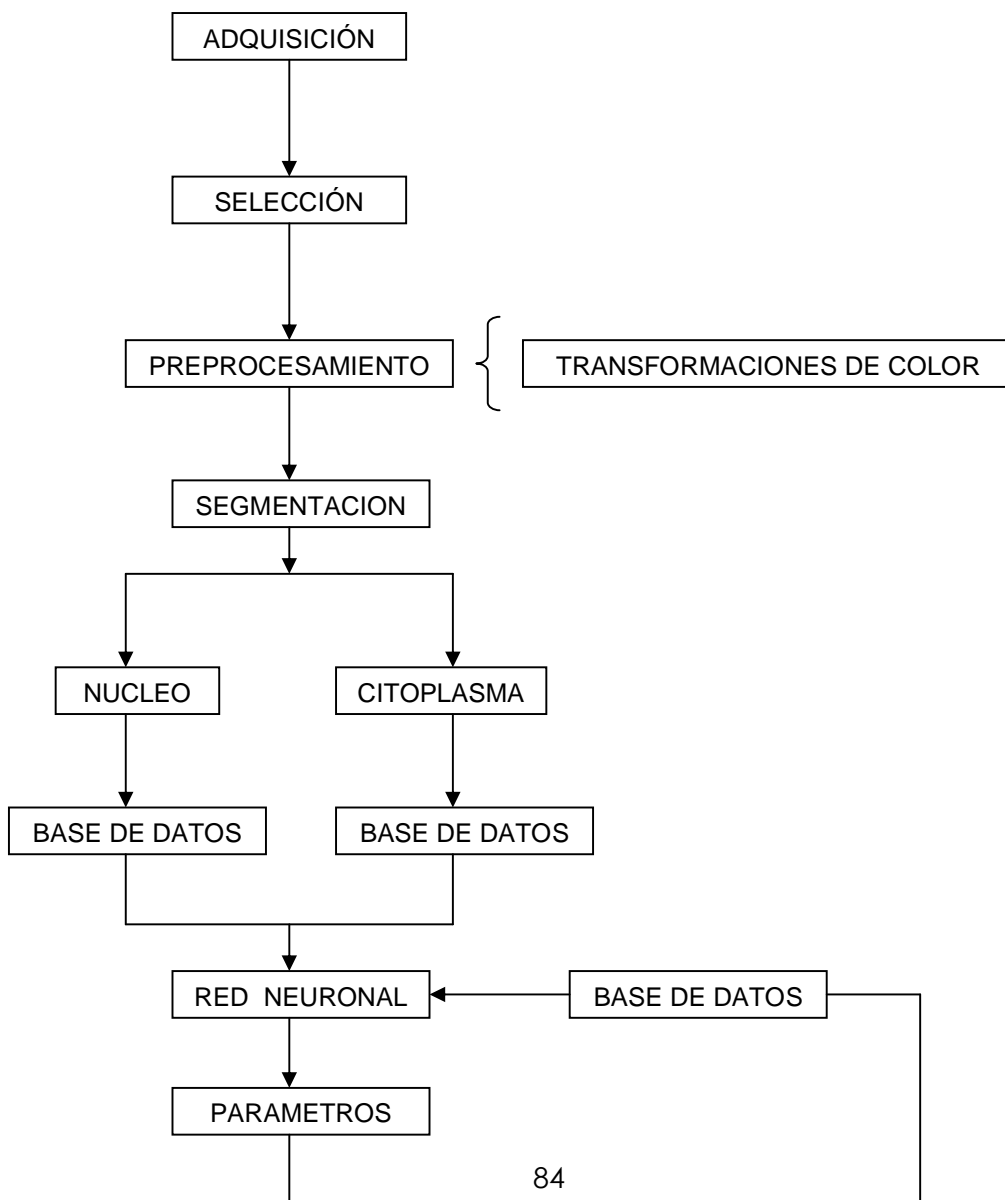 ADQUISICIÓN
SELECCIÓN
PREPROCESAMIENTO
TRANSFORMACIONES DE COLOR
SEGMENTACION
NUCLEO
CITOPLASMA
BASE DE DATOS
BASE DE DATOS
RED NEURONAL
BASE DE DATOS
PARAMETROS
84